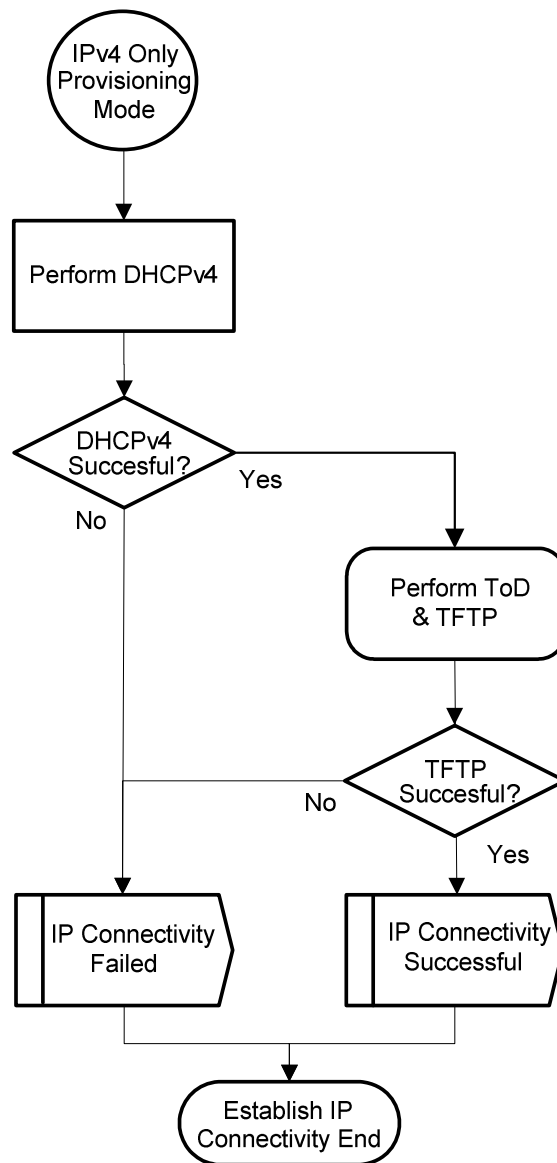 IPv4 Only
Provisioning
Mode
Perform DHCPv4
DHCPv4
Succesful?
Yes
No
Perform ToD
& TFTP
TFTP
Succesful?
No
Yes
IP Connectivity
Failed
IP Connectivity
Successful
Establish IP
Connectivity End